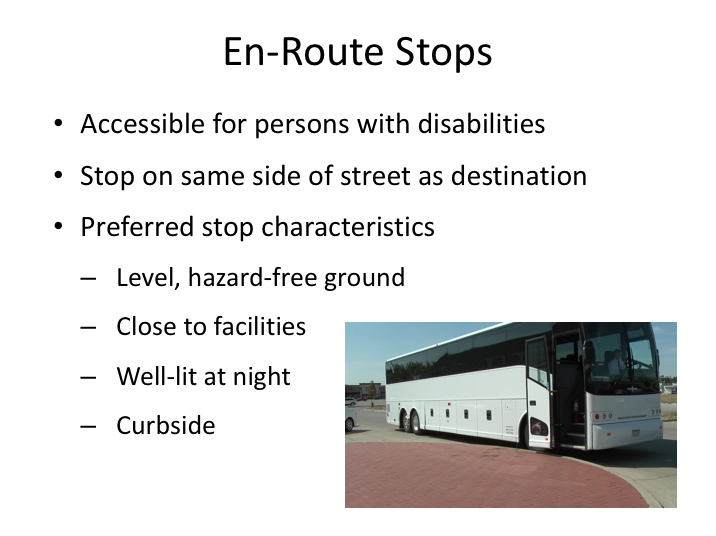 En-Route Stops
• Accessible for persons with disabilities
• Stop on same side of street as destination
• Preferred stop characteristics
– Level, hazard-free ground
– Close to facilities
– Well-lit at night
– Curbside